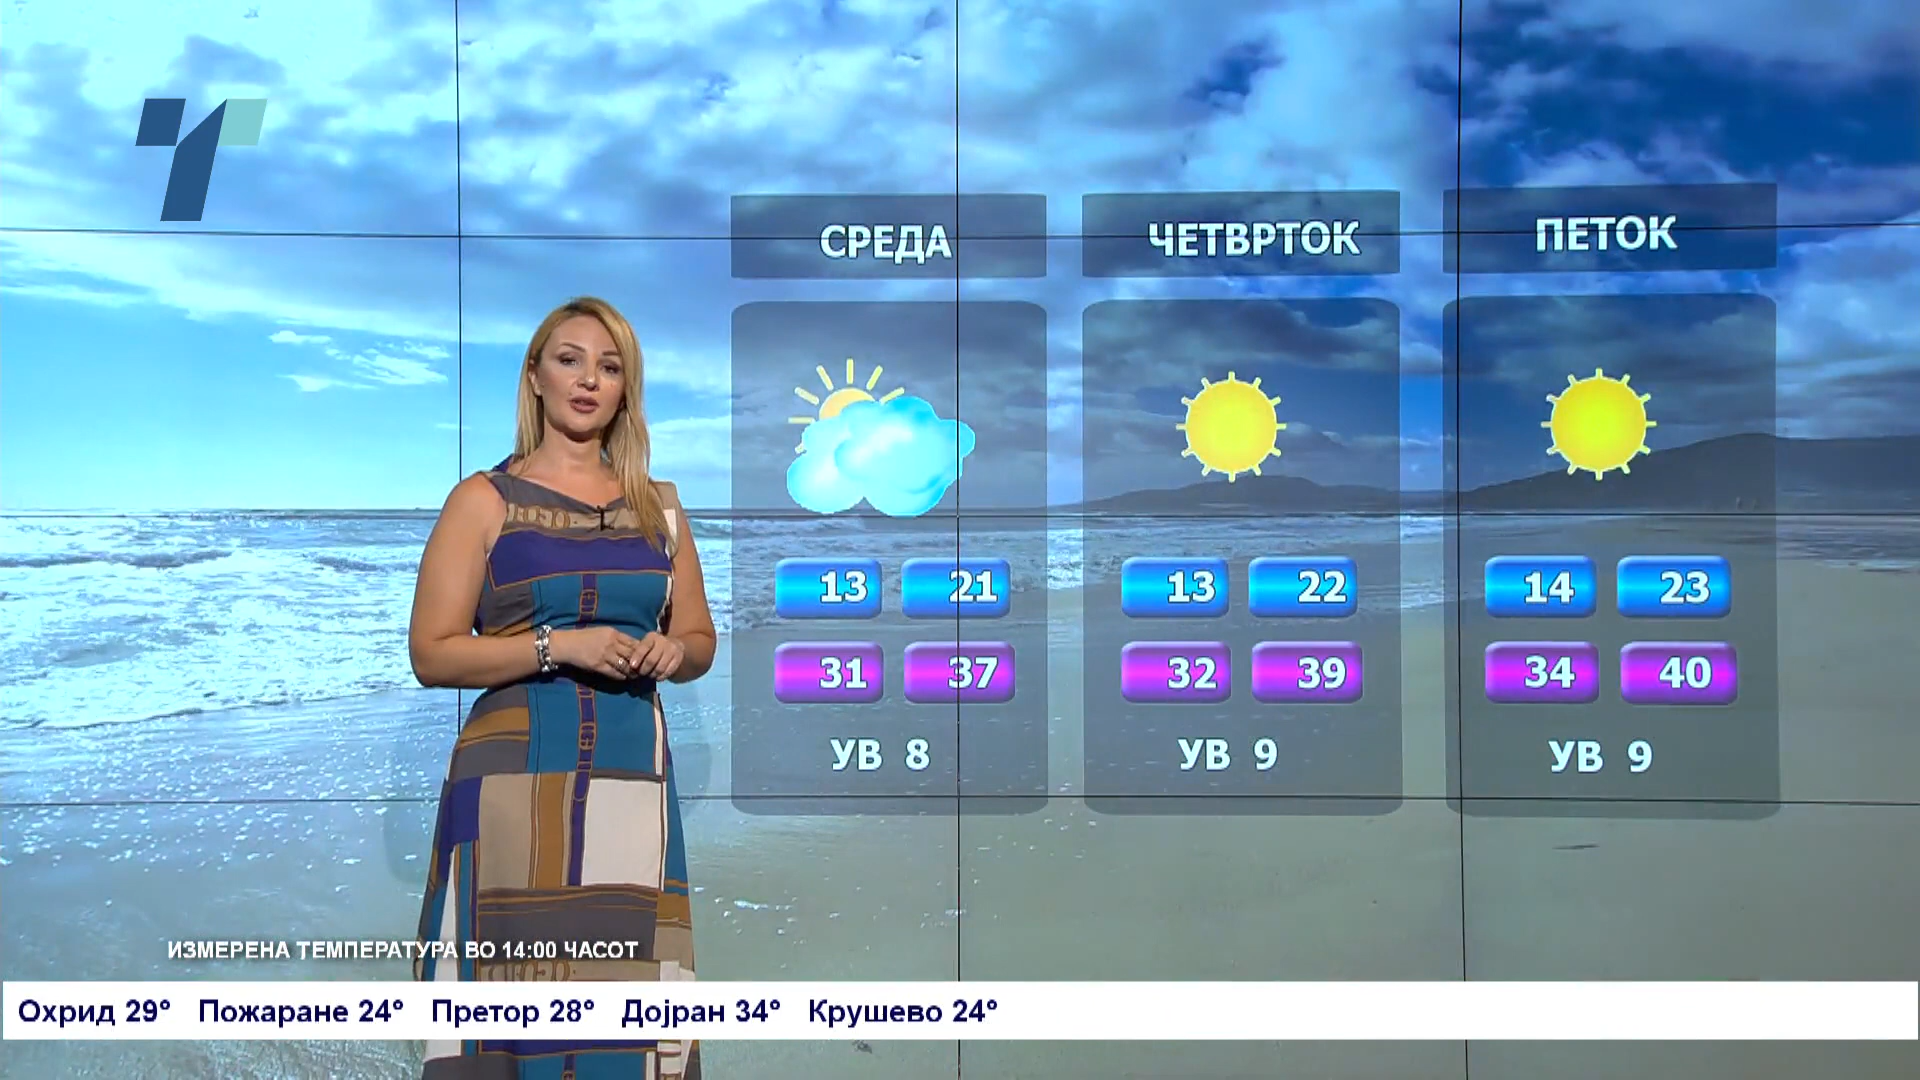 СРЕДА
ЧЕТВРТОК
ПЕТОК
13 21
31 37
УВ 8
13 22
32 39
УВ 9
14 23
34 40
УВ 9
ИЗМЕРЕНА ТЕМПЕРАТУРА ВО 14:00 ЧАСОТ
Охрид 29° Пожаране 24° Претор 28° Дојран 34° Крушево 24°